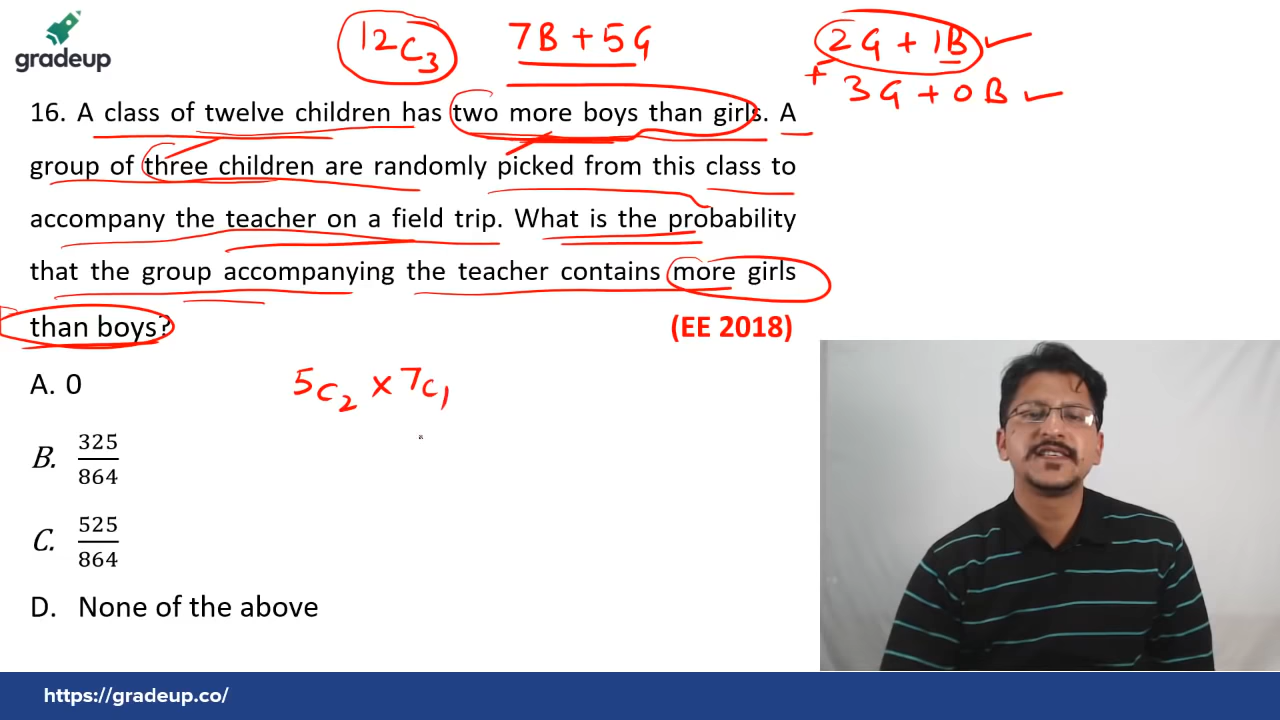 gradeup
12C3
7B + 5G
2G + 1B
+ 3G + 0B
16. A class of twelve children has two more boys than girls. A
group of three children are randomly picked from this class to
accompany the teacher on a field trip. What is the probability
that the group accompanying the teacher contains more girls
than boys?
(EE 2018)
A. 0
5C2 x 7C1
B. 325/864
C. 525/864
D. None of the above
https://gradeup.co/